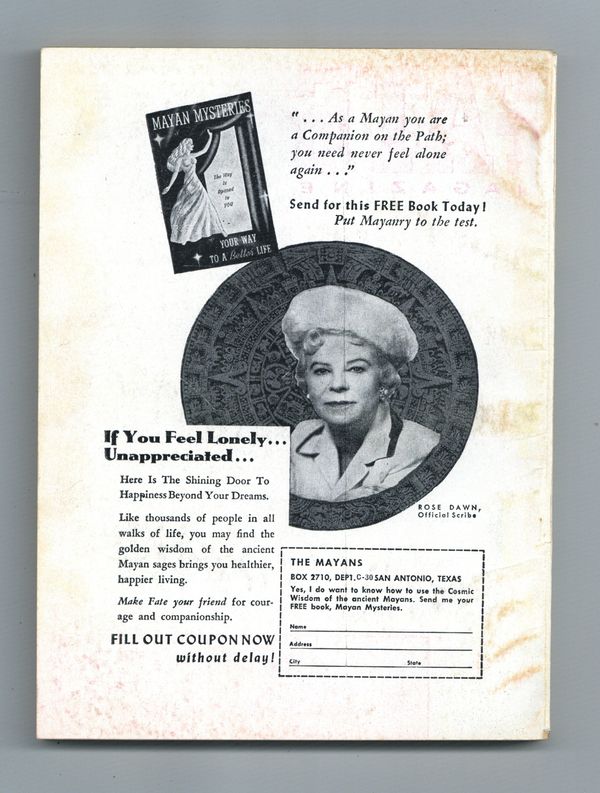 MAYAN MYSTERIES
The Way
is
Opened
to
you
YOUR WAY
TO A Better LIFE
" . . . As a Mayan you are
a Companion on the Path;
you need never feel alone
again . . ."
Send for this FREE Book Today!
Put Mayanry to the test.
If You Feel Lonely...
Unappreciated...
Here Is The Shining Door To
Happiness Beyond Your Dreams.
Like thousands of people in all
walks of life, you may find the
golden wisdom of the ancient
Mayan sages brings you healthier,
happier living.
Make Fate your friend for cour-
age and companionship.
FILL OUT COUPON NOW
without delay!
ROSE DAWN,
Official Scribe
THE MAYANS
BOX 2710, DEPT. C-30 SAN ANTONIO, TEXAS
Yes, I do want to know how to use the Cosmic
Wisdom of the ancient Mayans. Send me your
FREE book, Mayan Mysteries.
Name
Address
City State